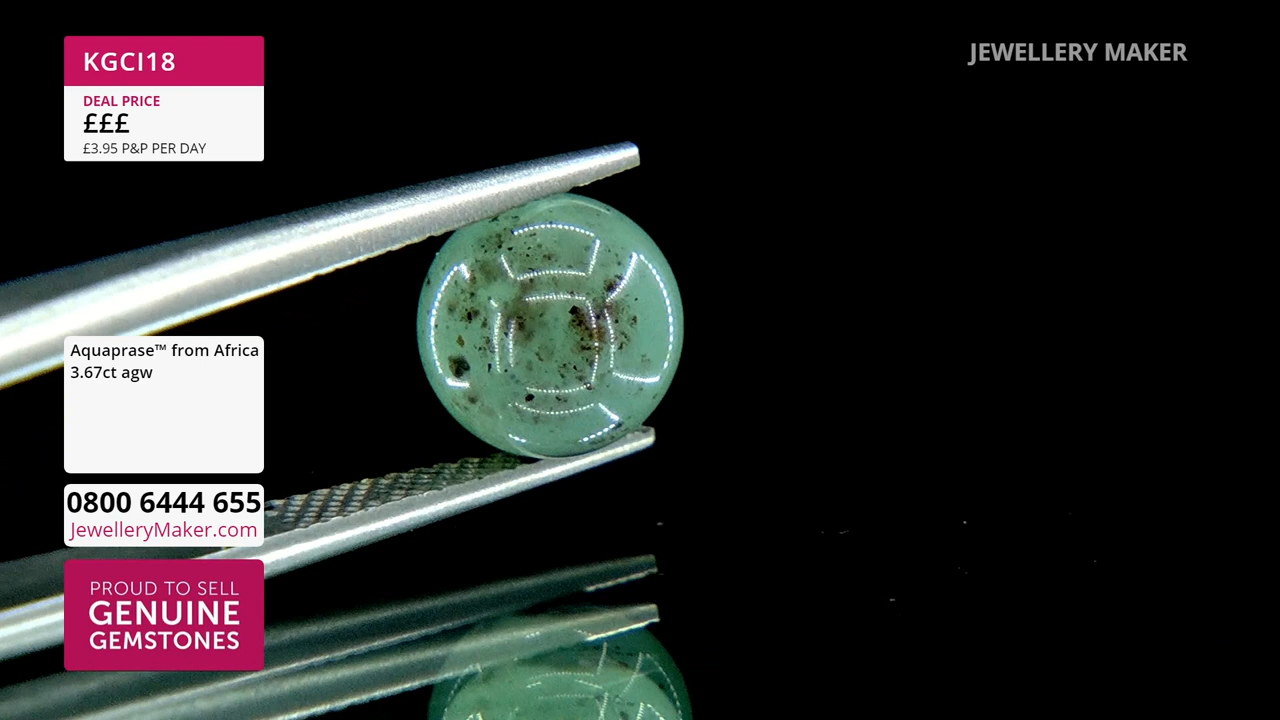 KGCI18
DEAL PRICE
£££
£3.95 P&P PER DAY
JEWELLERY MAKER
Aquaprase™ from Africa
3.67ct agw
0800 6444 655
JewelleryMaker.com
PROUD TO SELL
GENUINE
GEMSTONES